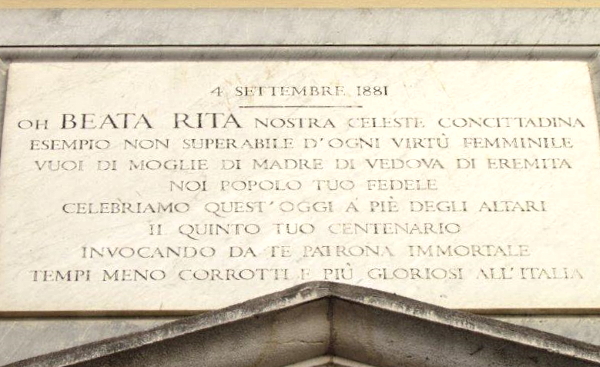 4 SETTEMBRE 1881
OH BEATA RITA NOSTRA CELESTE CONCITTADINA
ESEMPIO NON SUPERABILE D'OGNI VIRTÙ FEMMINILE
VUOI DI MOGLIE DI MADRE DI VEDOVA DI EREMITA
NOI POPOLO TUO FEDELE
CELEBRIAMO QUEST'OGGI A PIÈ DEGLI ALTARI
II QUINTO TUO CENTENARIO
INVOCANDO DA TE PATRONA IMMORTALE
TEMPI MENO CORROTTI E PIÙ GLORIOSI ALL'ITALIA